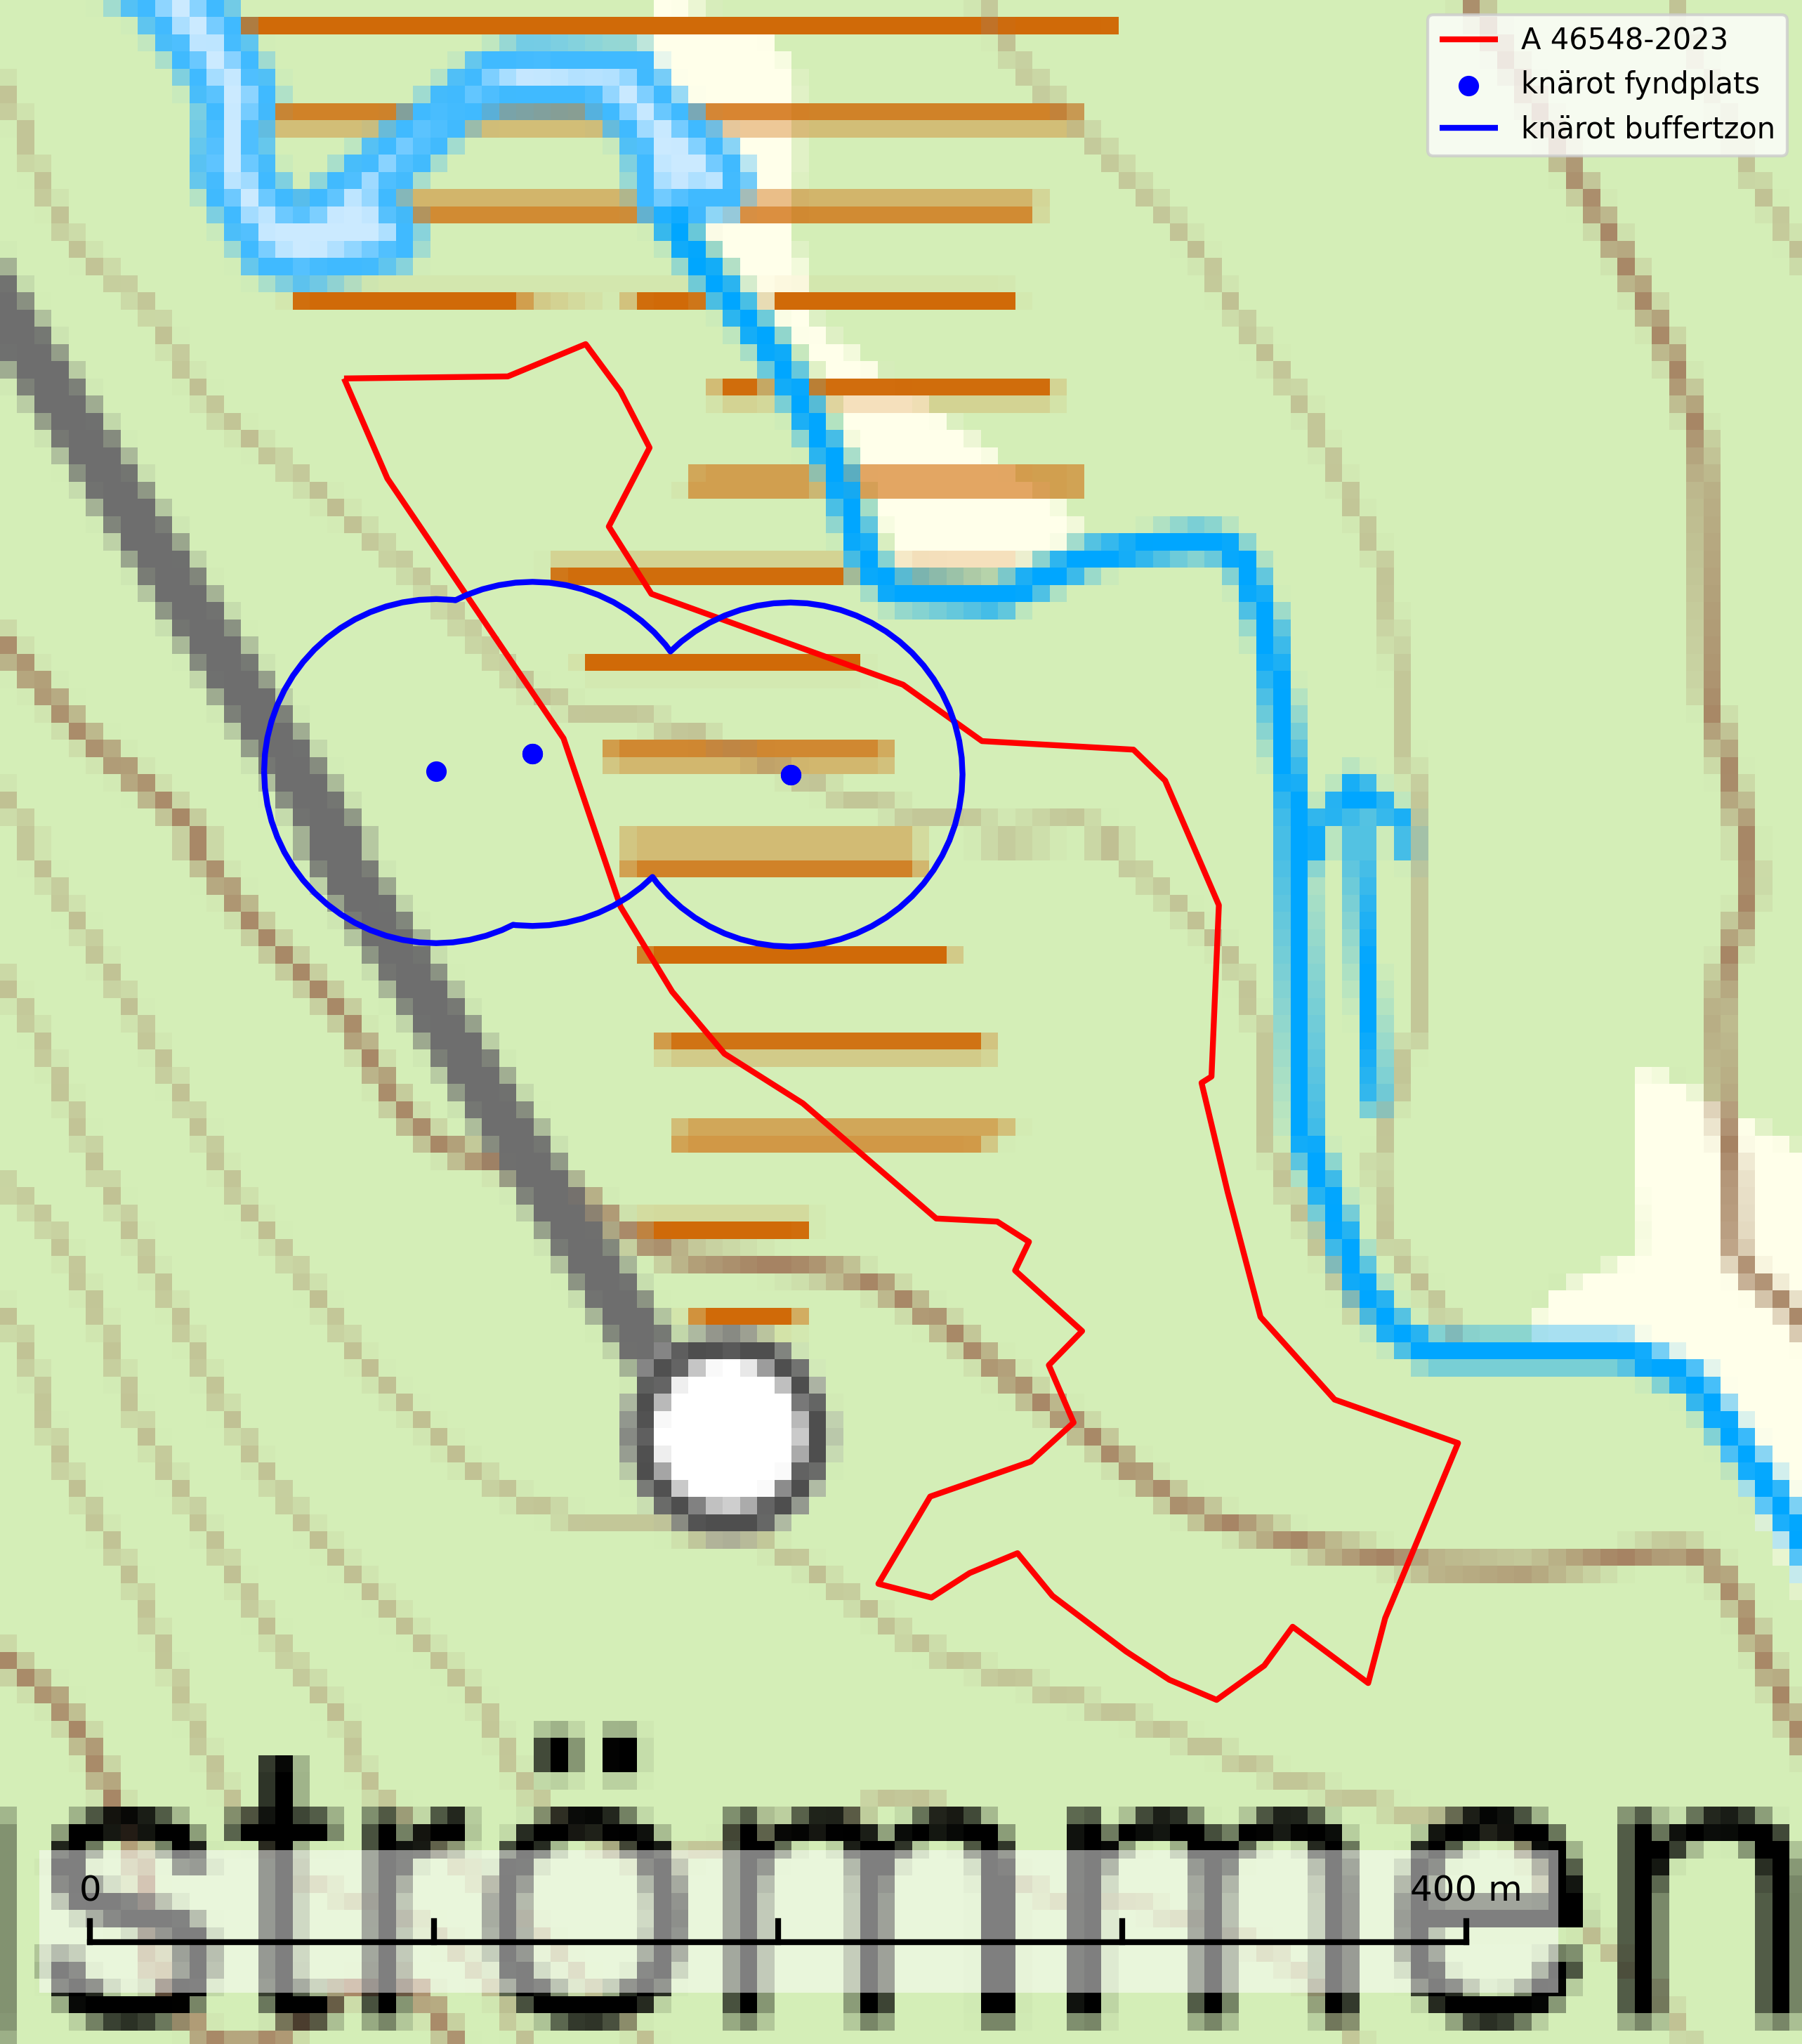 A 46548-2023
knärot fyndplats
knärot buffertzon
strömmen
0 400 m